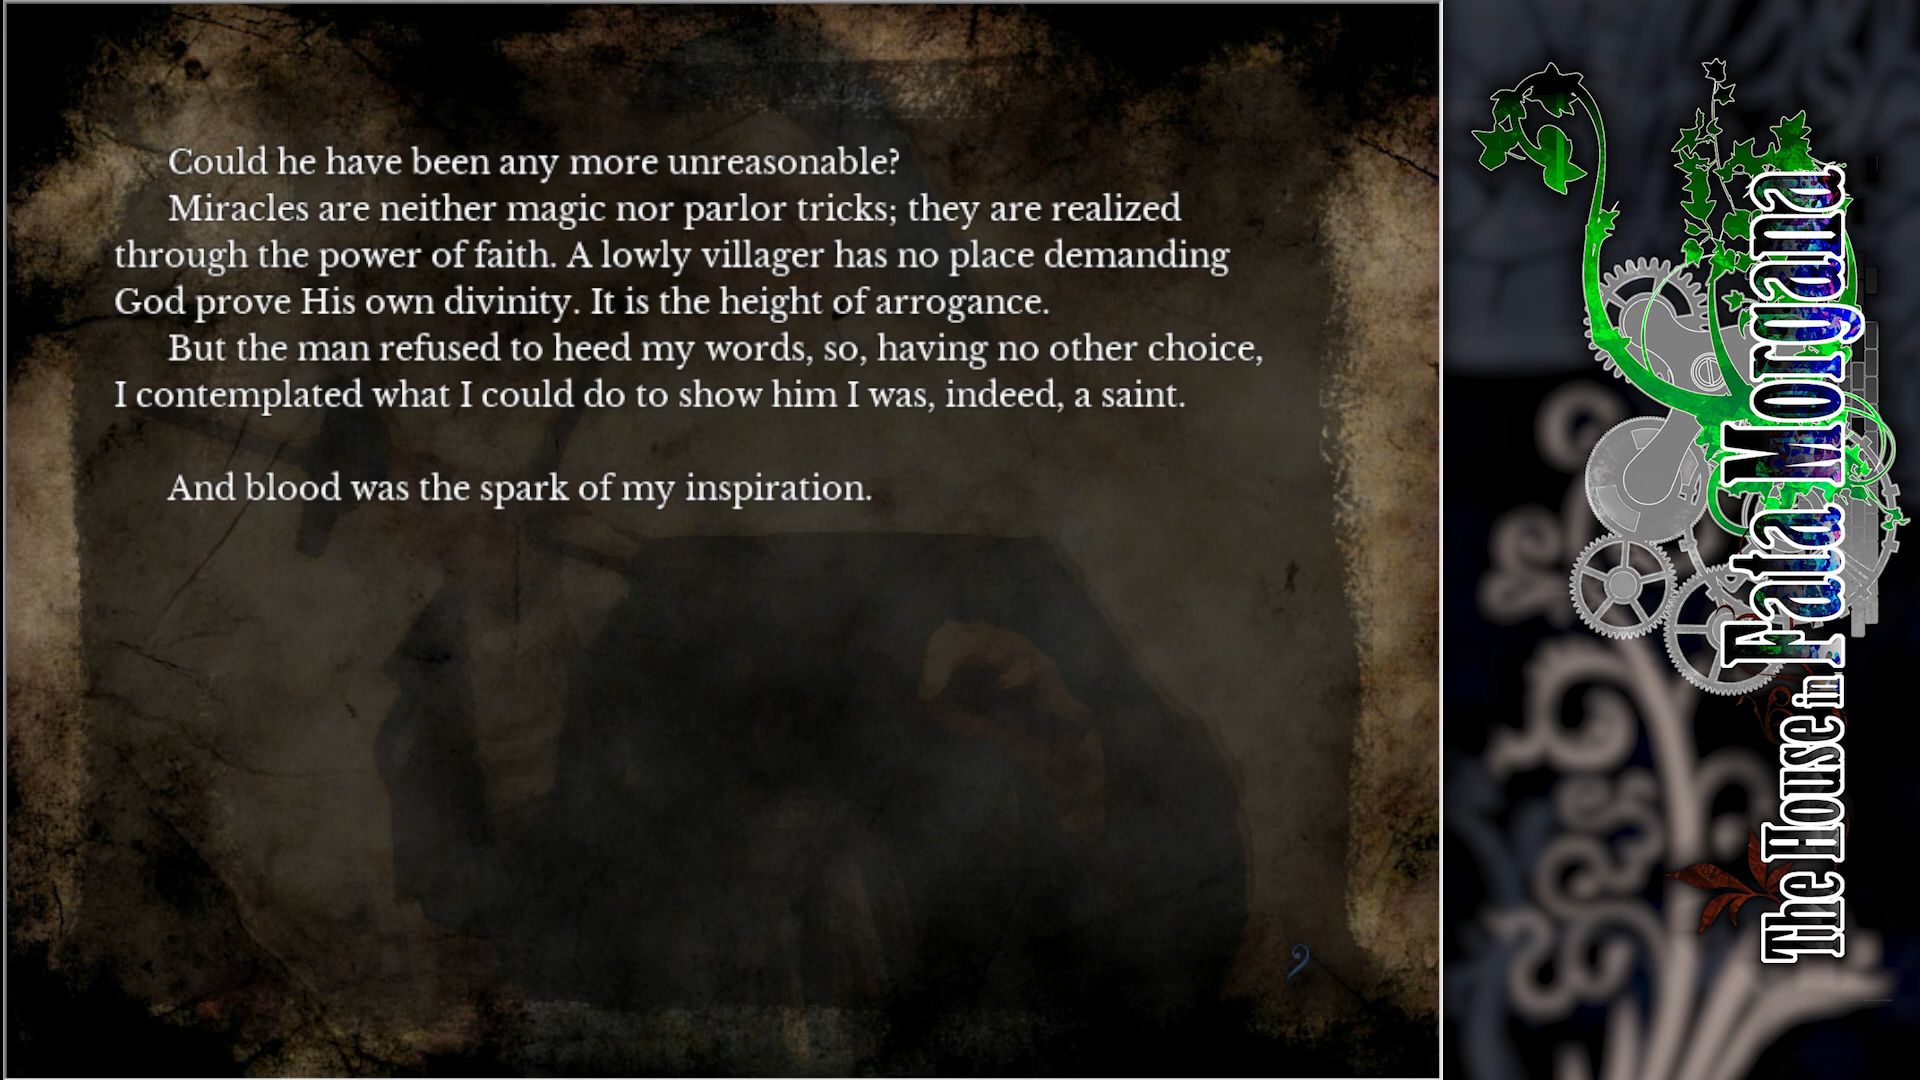 Could he have been any more unreasonable?
Miracles are neither magic nor parlor tricks; they are realized
through the power of faith. A lowly villager has no place demanding
God prove His own divinity. It is the height of arrogance.
But the man refused to heed my words, so, having no other choice,
I contemplated what I could do to show him I was, indeed, a saint.
And blood was the spark of my inspiration.
The House in Fata Morgana